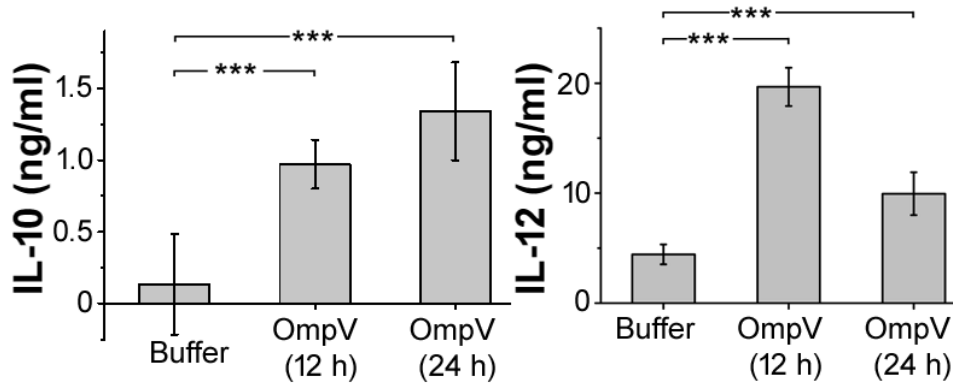 IL-10 (ng/ml)
1.5
1.0
0.5
0
***
***
Buffer
OmpV
(12 h)
OmpV
(24 h)
IL-12 (ng/ml)
20
10
0
***
***
Buffer
OmpV
(12 h)
OmpV
(24 h)